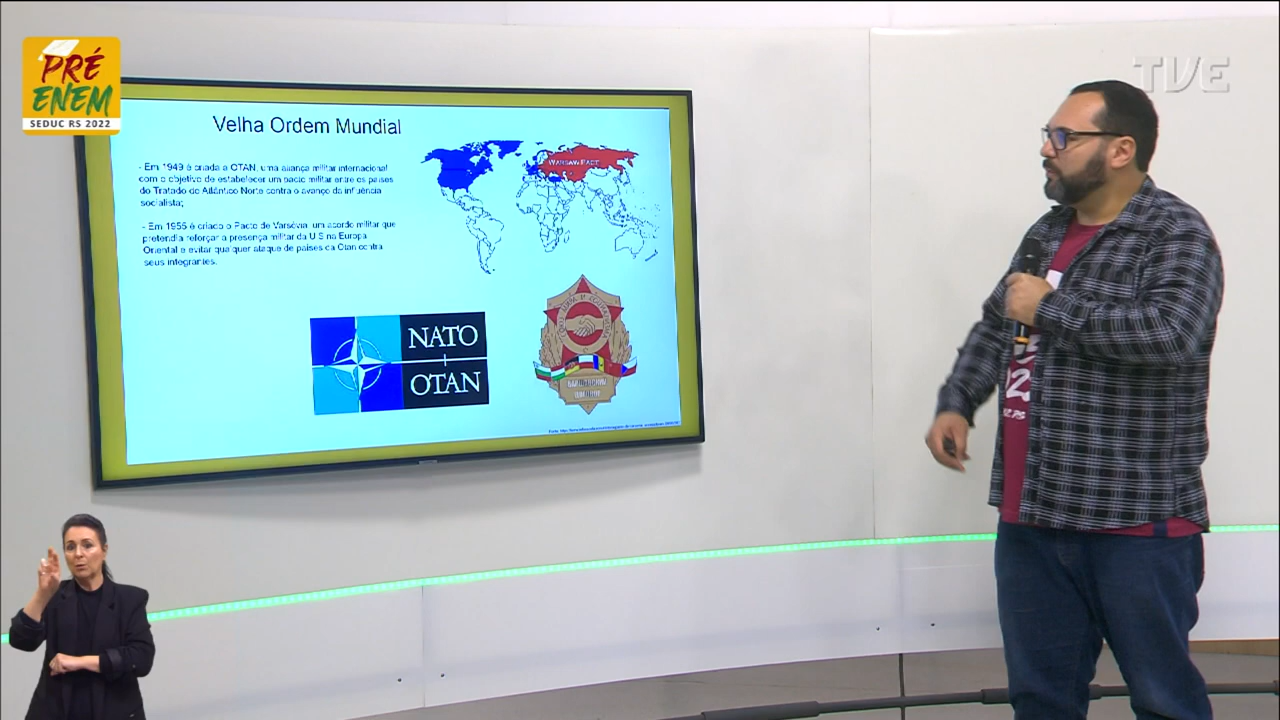 PRÉ
ENEM
SEDUC RS 2022
TVE
Velha Ordem Mundial
- Em 1949 é criada a OTAN, uma aliança militar internacional
com o objetivo de estabelecer um pacto militar entre os países
do Tratado do Atlântico Norte contra o avanço da influência
socialista;
- Em 1955 é criado o Pacto de Varsóvia, um acordo militar que
pretendia reforçar a presença militar da U.S na Europa
Oriental e evitar qualquer ataque de países da Otan contra
seus integrantes.
WARSAW PACT
NATO
OTAN